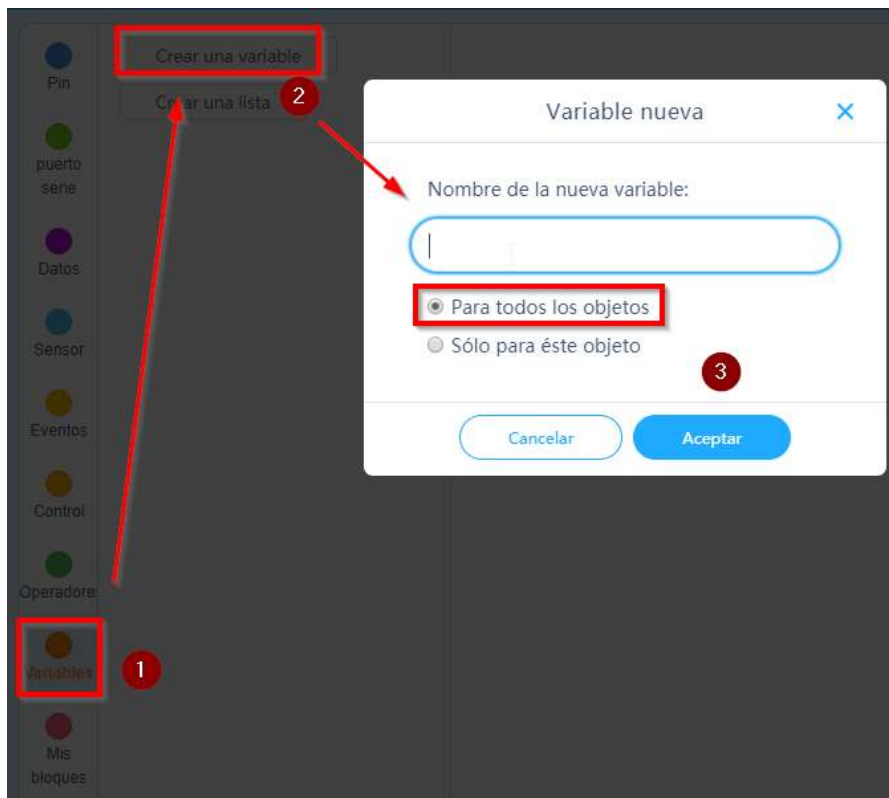 Pin
puerto
serie
Datos
Sensor
Eventos
Control
Operadores
Variables
1
Mis
bloques
Crear una variable
Crear una lista
2
Variable nueva
Nombre de la nueva variable:
Para todos los objetos
Sólo para éste objeto
3
Cancelar
Aceptar